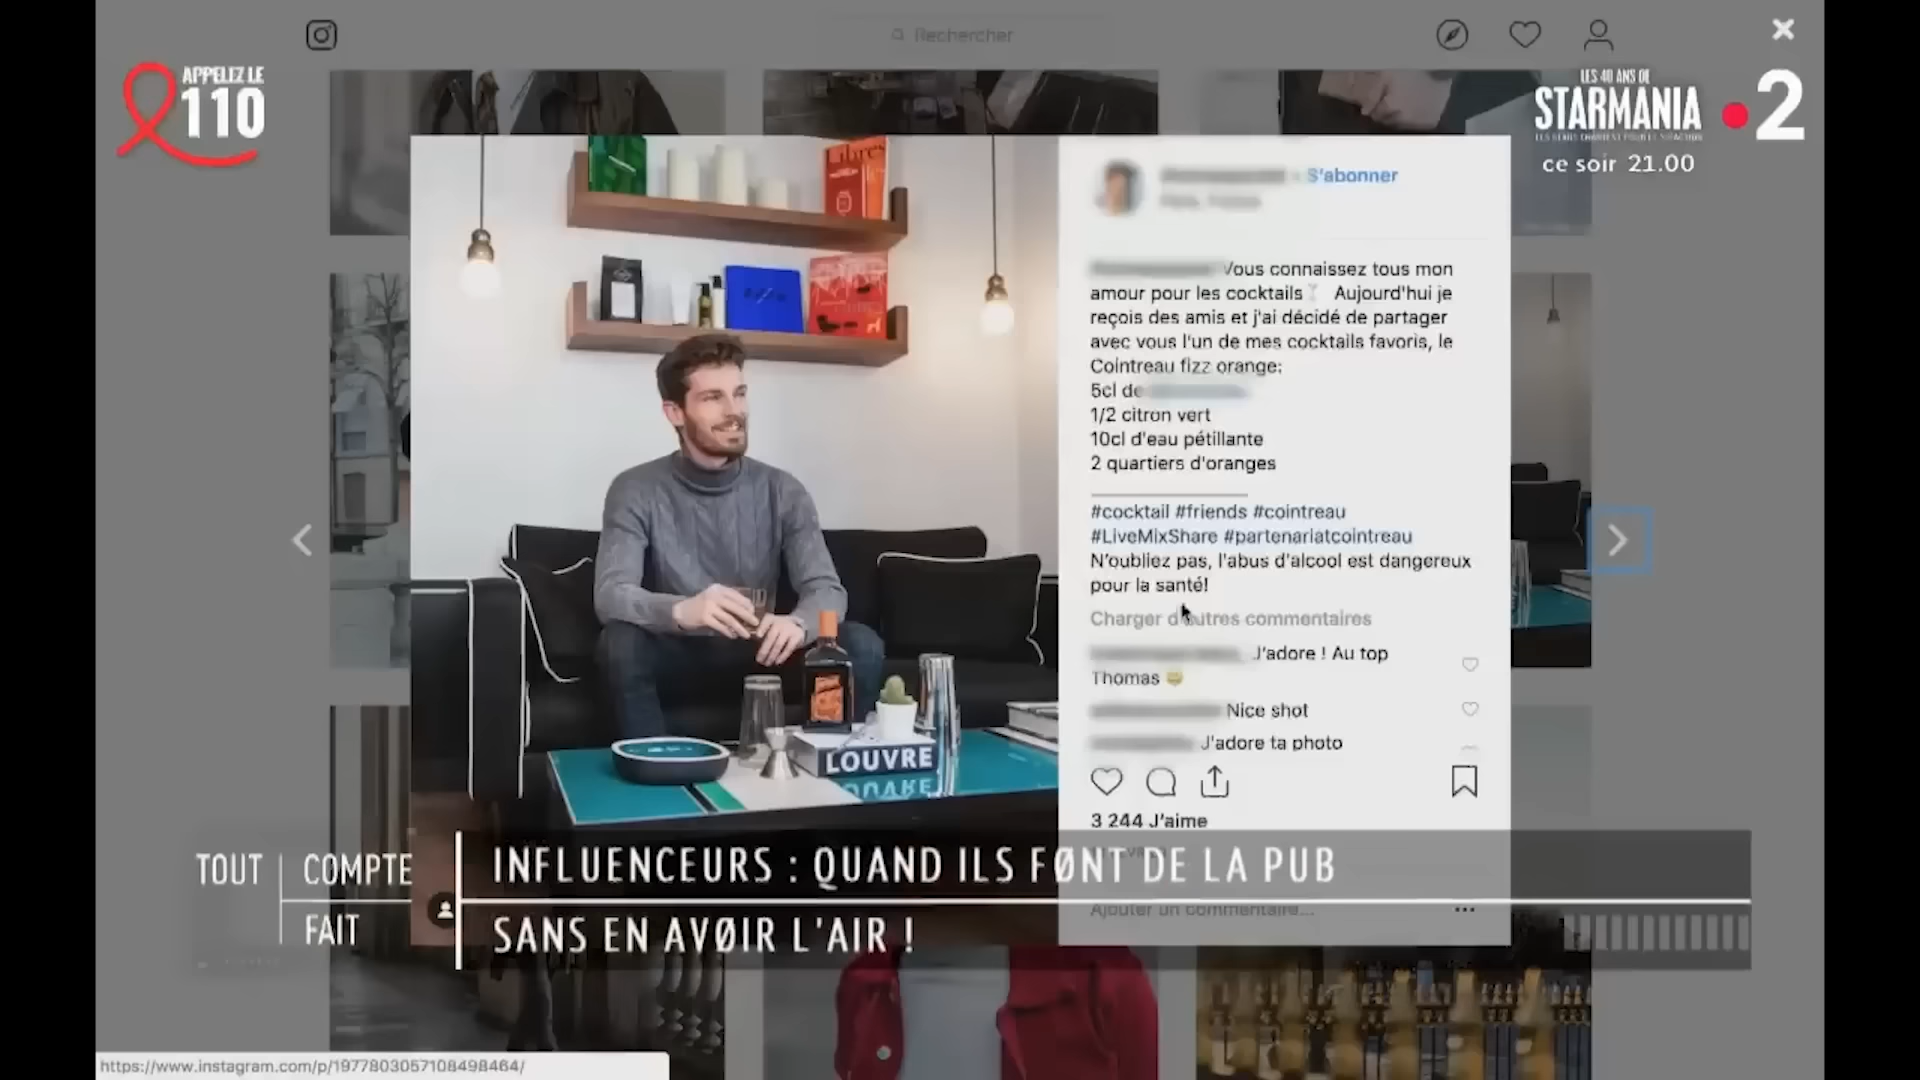 Rechercher
APPELEZ LE
110
LES 40 ANS DE
STARMANIA
2
ce soir 21.00
Libres
S'abonner
Vous connaissez tous mon
amour pour les cocktails Aujourd'hui je
reçois des amis et j'ai décidé de partager
avec vous l'un de mes cocktails favoris, le
Cointreau fizz orange:
5cl de
1/2 citron vert
10cl d'eau pétillante
2 quartiers d'oranges
#cocktail #friends #cointreau
#LiveMixShare #partenariatcointreau
N'oubliez pas, l'abus d'alcool est dangereux
pour la santé!
Charger d'autres commentaires
J'adore ! Au top
Thomas
Nice shot
J'adore ta photo
3 244 J'aime
Ajouter un commentaire...
LOUVRE
TOUT COMPTE
FAIT
INFLUENCEURS : QUAND ILS FØNT DE LA PUB
SANS EN AVØIR L'AIR !
https://www.instagram.com/p/1977803057108498464/